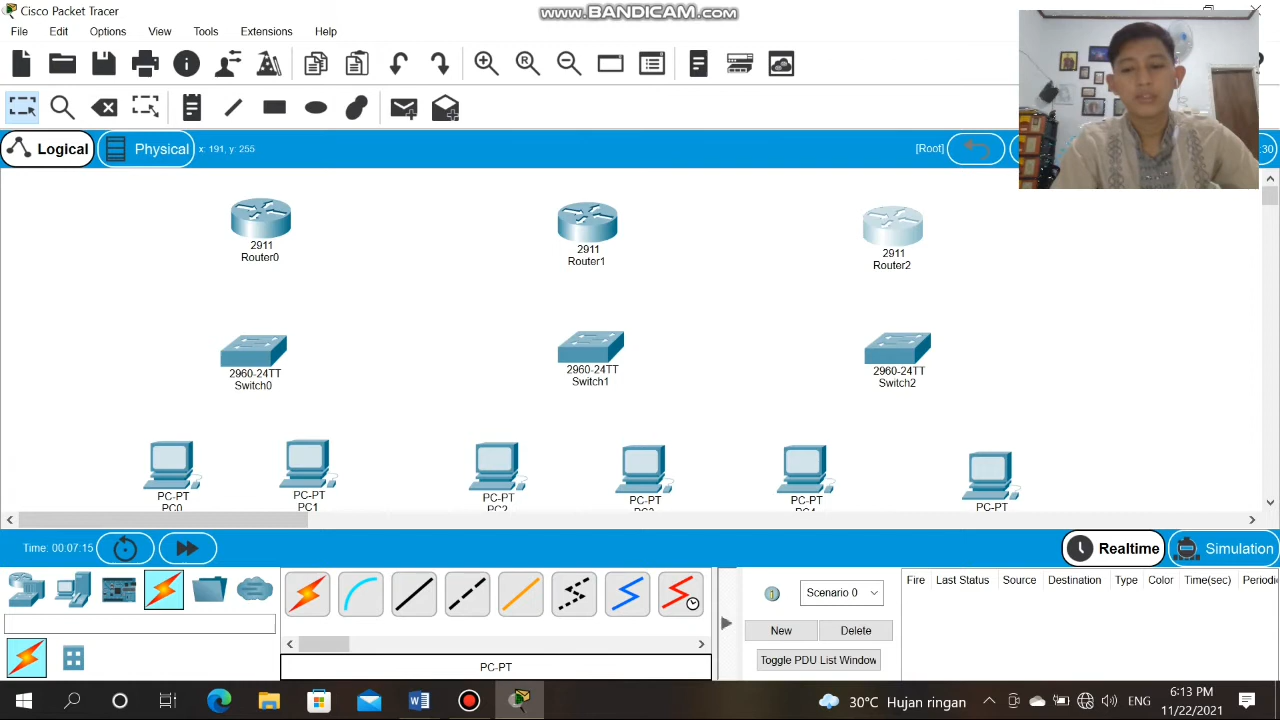 Cisco Packet Tracer
www.BANDICAM.com
File Edit Options View Tools Extensions Help
Logical
Physical
x: 191, y: 255
[Root]
:30
2911
Router0
2911
Router1
2911
Router2
2960-24TT
Switch0
2960-24TT
Switch1
2960-24TT
Switch2
PC-PT
PC0
PC-PT
PC1
PC-PT
PC2
PC-PT
PC3
PC-PT
PC4
PC-PT
Time: 00:07:15
Realtime
Simulation
Scenario 0
New
Delete
Toggle PDU List Window
Fire Last Status Source Destination Type Color Time(sec) Periodi
PC-PT
30°C Hujan ringan
ENG
6:13 PM
11/22/2021